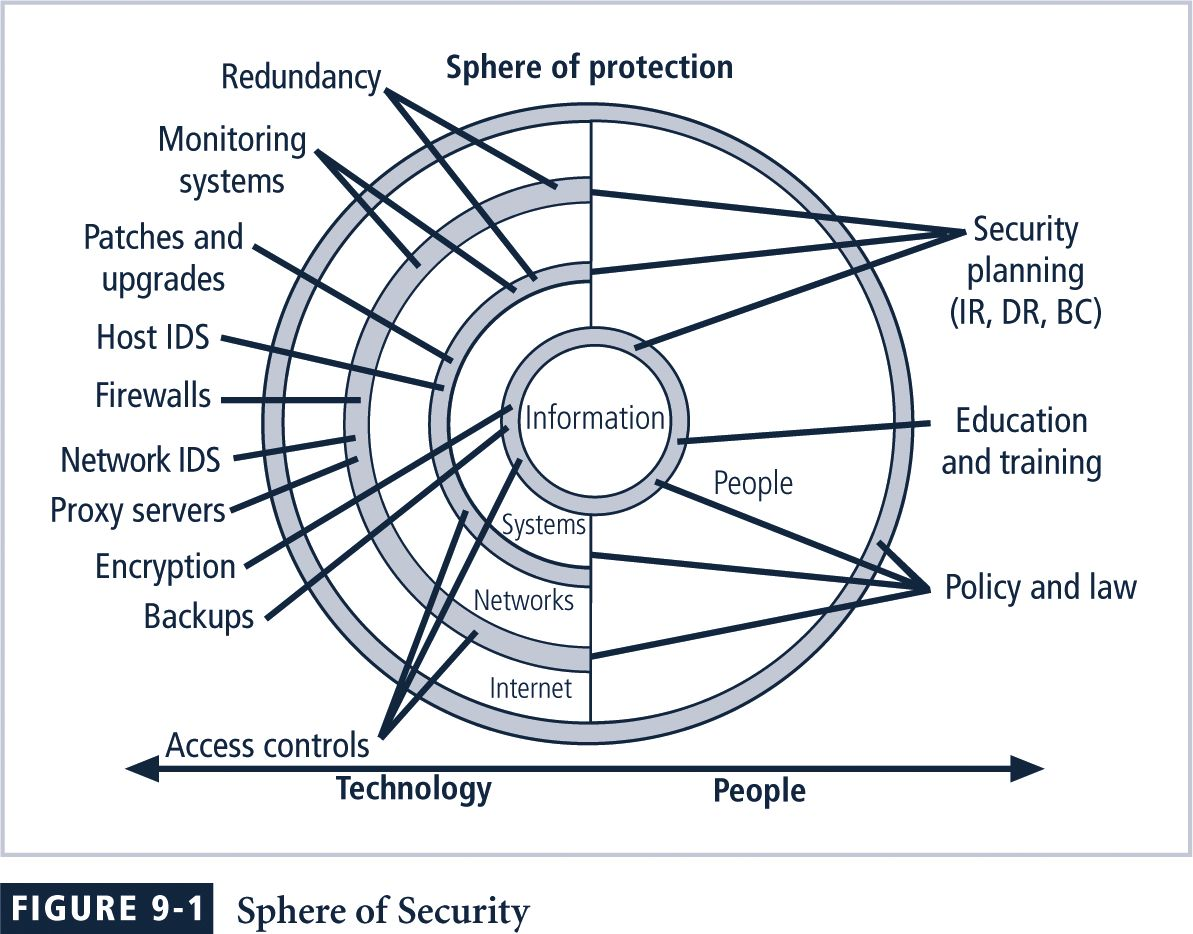 Sphere of protection
Redundancy
Monitoring
systems
Patches and
upgrades
Host IDS
Firewalls
Network IDS
Proxy servers
Encryption
Backups
Access controls
Information
People
Systems
Networks
Internet
Security
planning
(IR, DR, BC)
Education
and training
Policy and law
Technology
People
FIGURE 9-1 Sphere of Security